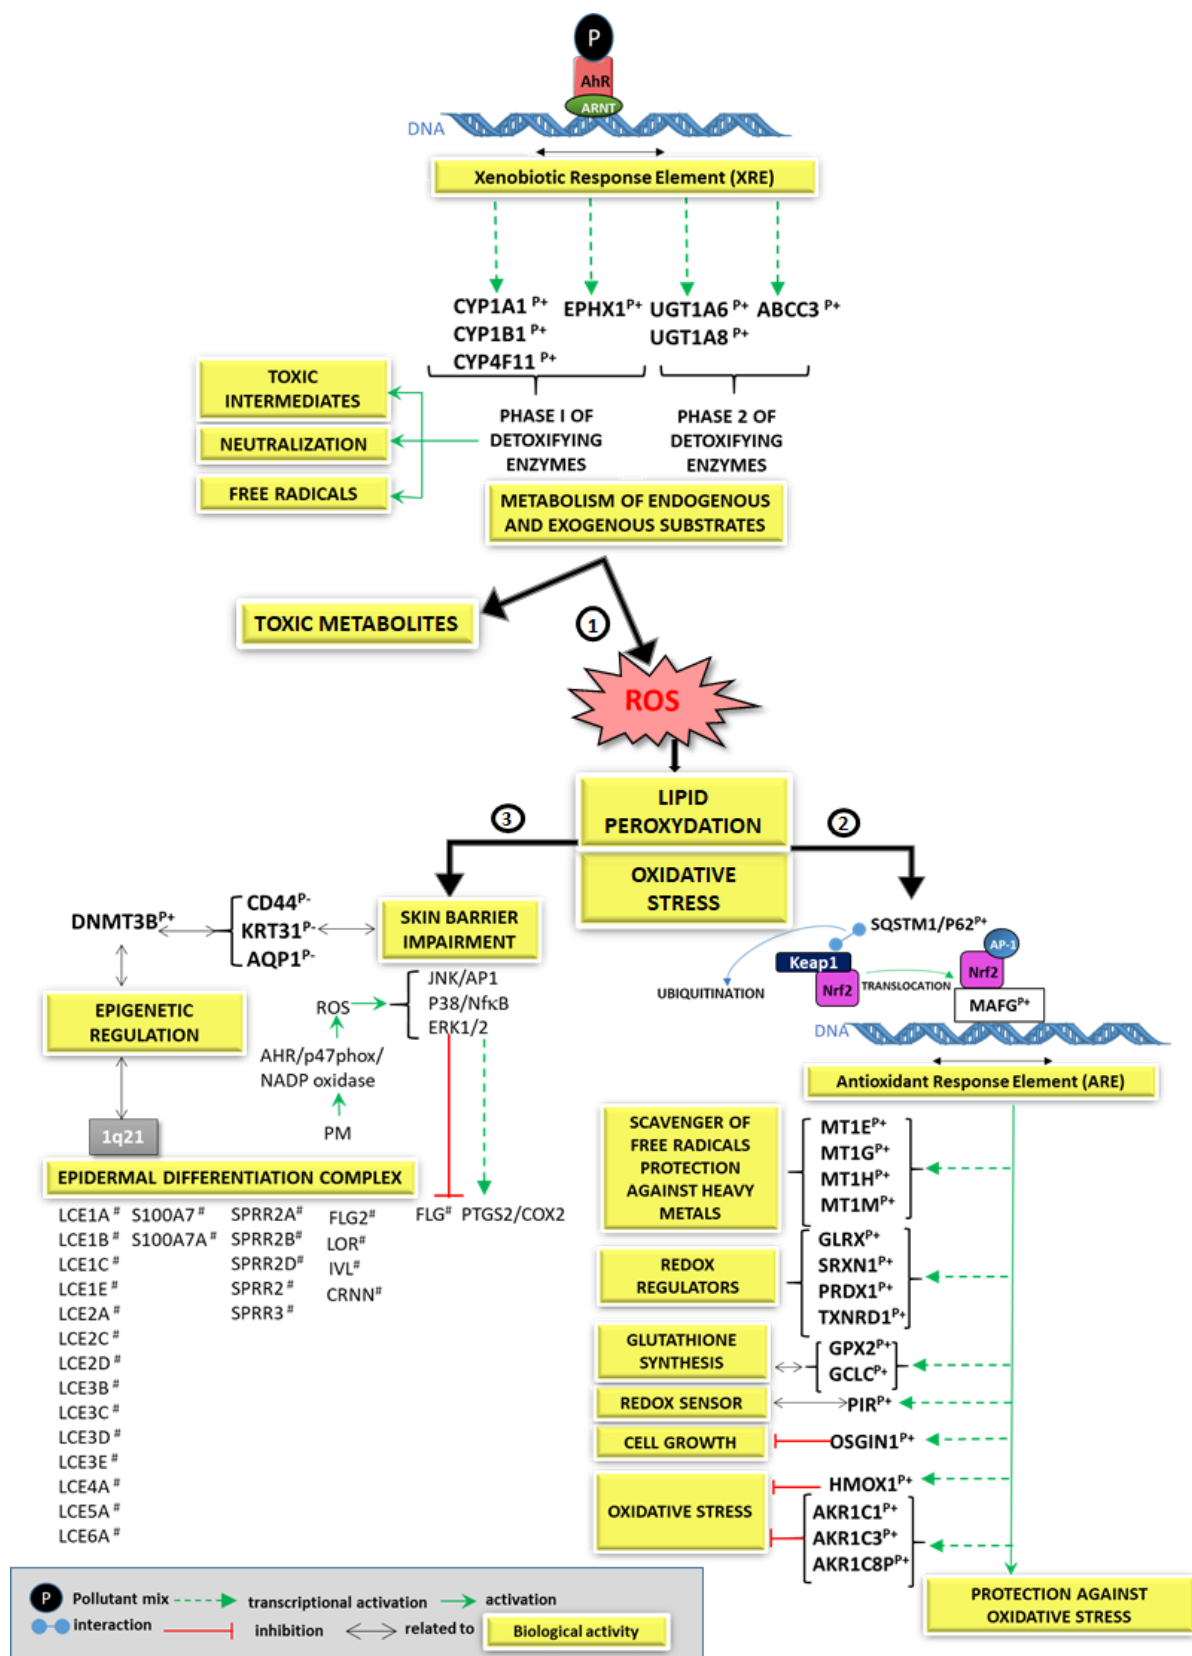 P
AhR
ARNT
DNA
Xenobiotic Response Element (XRE)
CYP1A1 P+
CYP1B1 P+
CYP4F11 P+
EPHX1P+
UGT1A6 P+
UGT1A8 P+
ABCC3 P+
TOXIC
INTERMEDIATES
NEUTRALIZATION
FREE RADICALS
PHASE I OF
DETOXIFYING
ENZYMES
PHASE 2 OF
DETOXIFYING
ENZYMES
METABOLISM OF ENDOGENOUS
AND EXOGENOUS SUBSTRATES
TOXIC METABOLITES
1
ROS
LIPID
PEROXYDATION
OXIDATIVE
STRESS
3
2
DNMT3BP+
CD44P-
KRT31P-
AQP1P-
SKIN BARRIER
IMPAIRMENT
EPIGENETIC
REGULATION
ROS
JNK/AP1
P38/NfκB
ERK1/2
AHR/p47phox/
NADP oxidase
PM
1q21
EPIDERMAL DIFFERENTIATION COMPLEX
LCE1A #
LCE1B #
LCE1C #
LCE1E #
LCE2A #
LCE2C #
LCE2D #
LCE3B #
LCE3C #
LCE3D #
LCE3E #
LCE4A #
LCE5A #
LCE6A #
S100A7 #
S100A7A #
SPRR2A#
SPRR2B#
SPRR2D#
SPRR2 #
SPRR3 #
FLG2#
LOR#
IVL#
CRNN#
FLG#
PTGS2/COX2
SQSTM1/P62P+
Keap1
Nrf2
UBIQUITINATION
TRANSLOCATION
AP-1
Nrf2
MAFGP+
DNA
Antioxidant Response Element (ARE)
SCAVENGER OF
FREE RADICALS
PROTECTION
AGAINST HEAVY
METALS
MT1EP+
MT1GP+
MT1HP+
MT1MP+
REDOX
REGULATORS
GLRXP+
SRXN1P+
PRDX1P+
TXNRD1P+
GLUTATHIONE
SYNTHESIS
GPX2P+
GCLCP+
REDOX SENSOR
PIRP+
CELL GROWTH
OSGIN1P+
OXIDATIVE STRESS
HMOX1P+
AKR1C1P+
AKR1C3P+
AKR1C8PP+
PROTECTION AGAINST
OXIDATIVE STRESS
P Pollutant mix transcriptional activation activation
interaction inhibition related to Biological activity